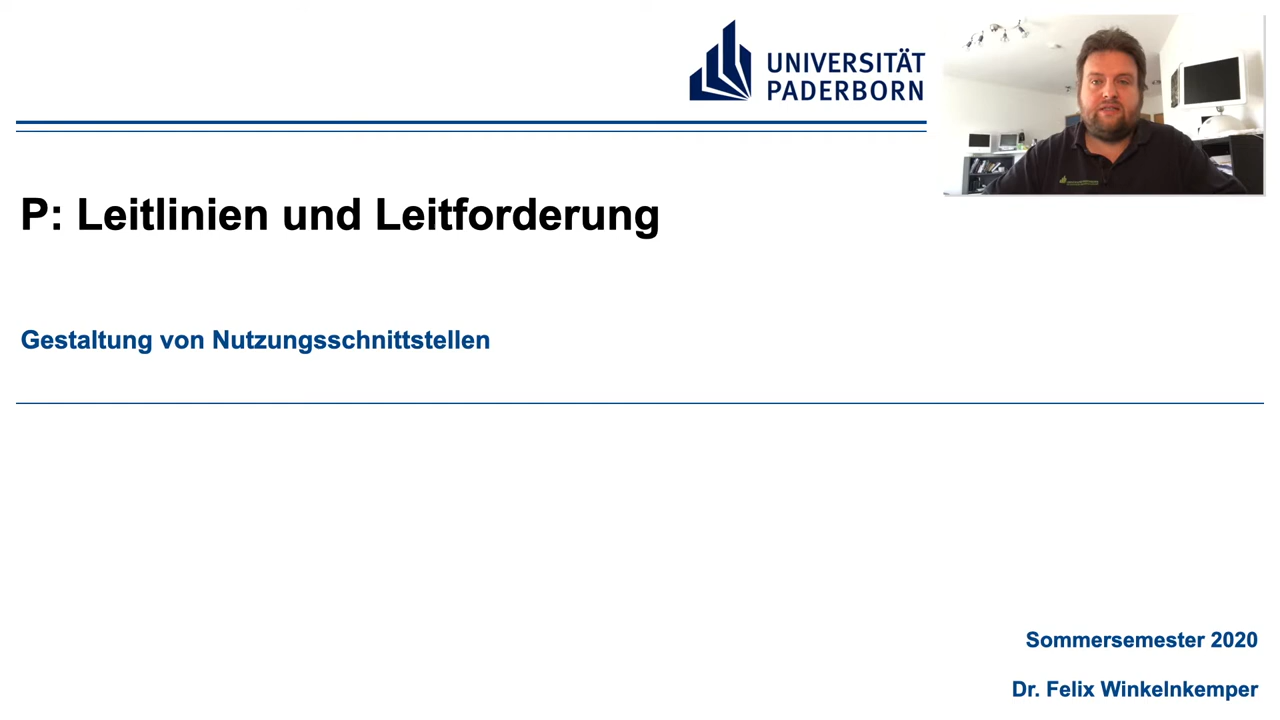 UNIVERSITÄT
PADERBORN
P: Leitlinien und Leitforderung
Gestaltung von Nutzungsschnittstellen
Sommersemester 2020
Dr. Felix Winkelnkemper